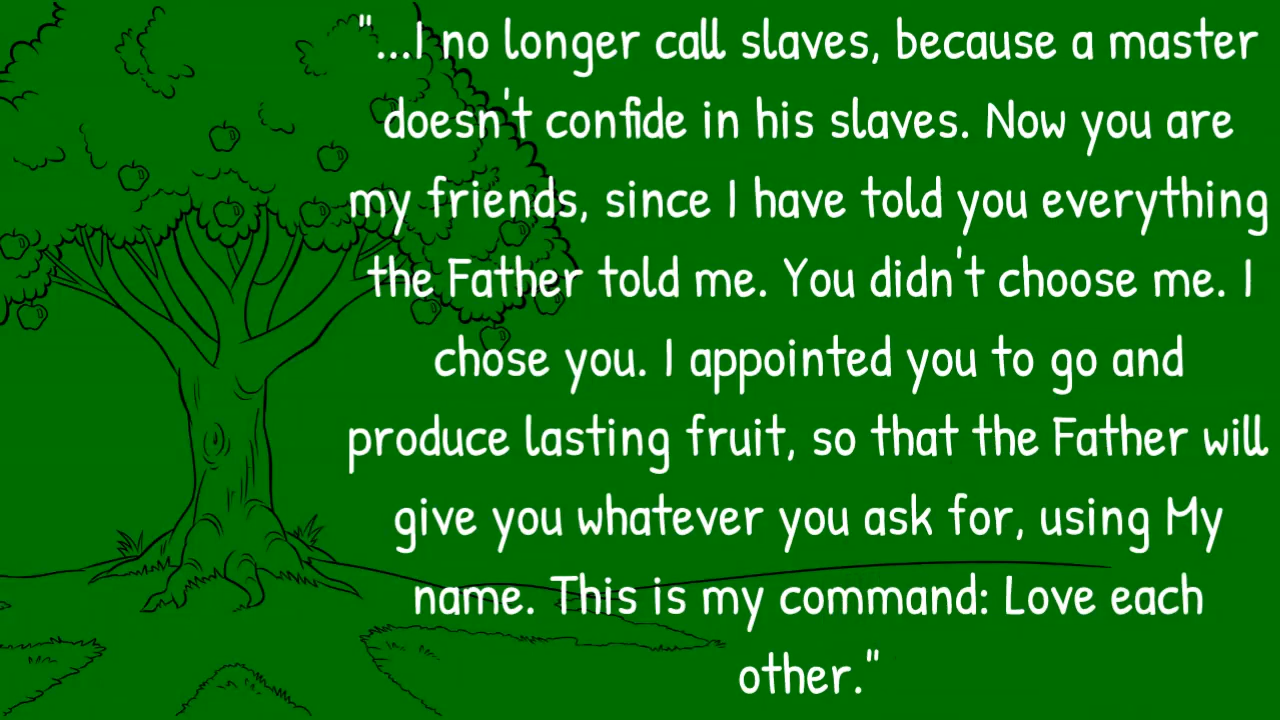 "...I no longer call slaves, because a master
doesn't confide in his slaves. Now you are
my friends, since I have told you everything
the Father told me. You didn't choose me. I
chose you. I appointed you to go and
produce lasting fruit, so that the Father will
give you whatever you ask for, using My
name. This is my command: Love each
other."